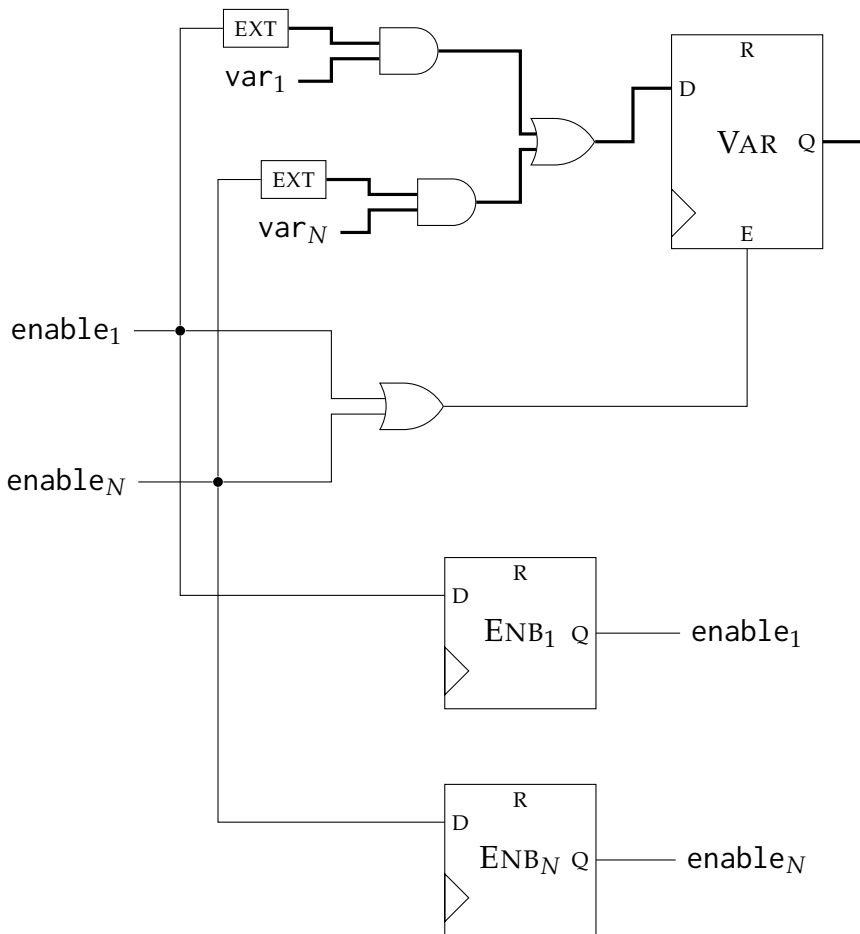 EXT
var1
R
D
VAR
Q
EXT
varN
E
enable1
enableN
R
D
ENB1
Q
enable1
R
D
ENBN
Q
enableN